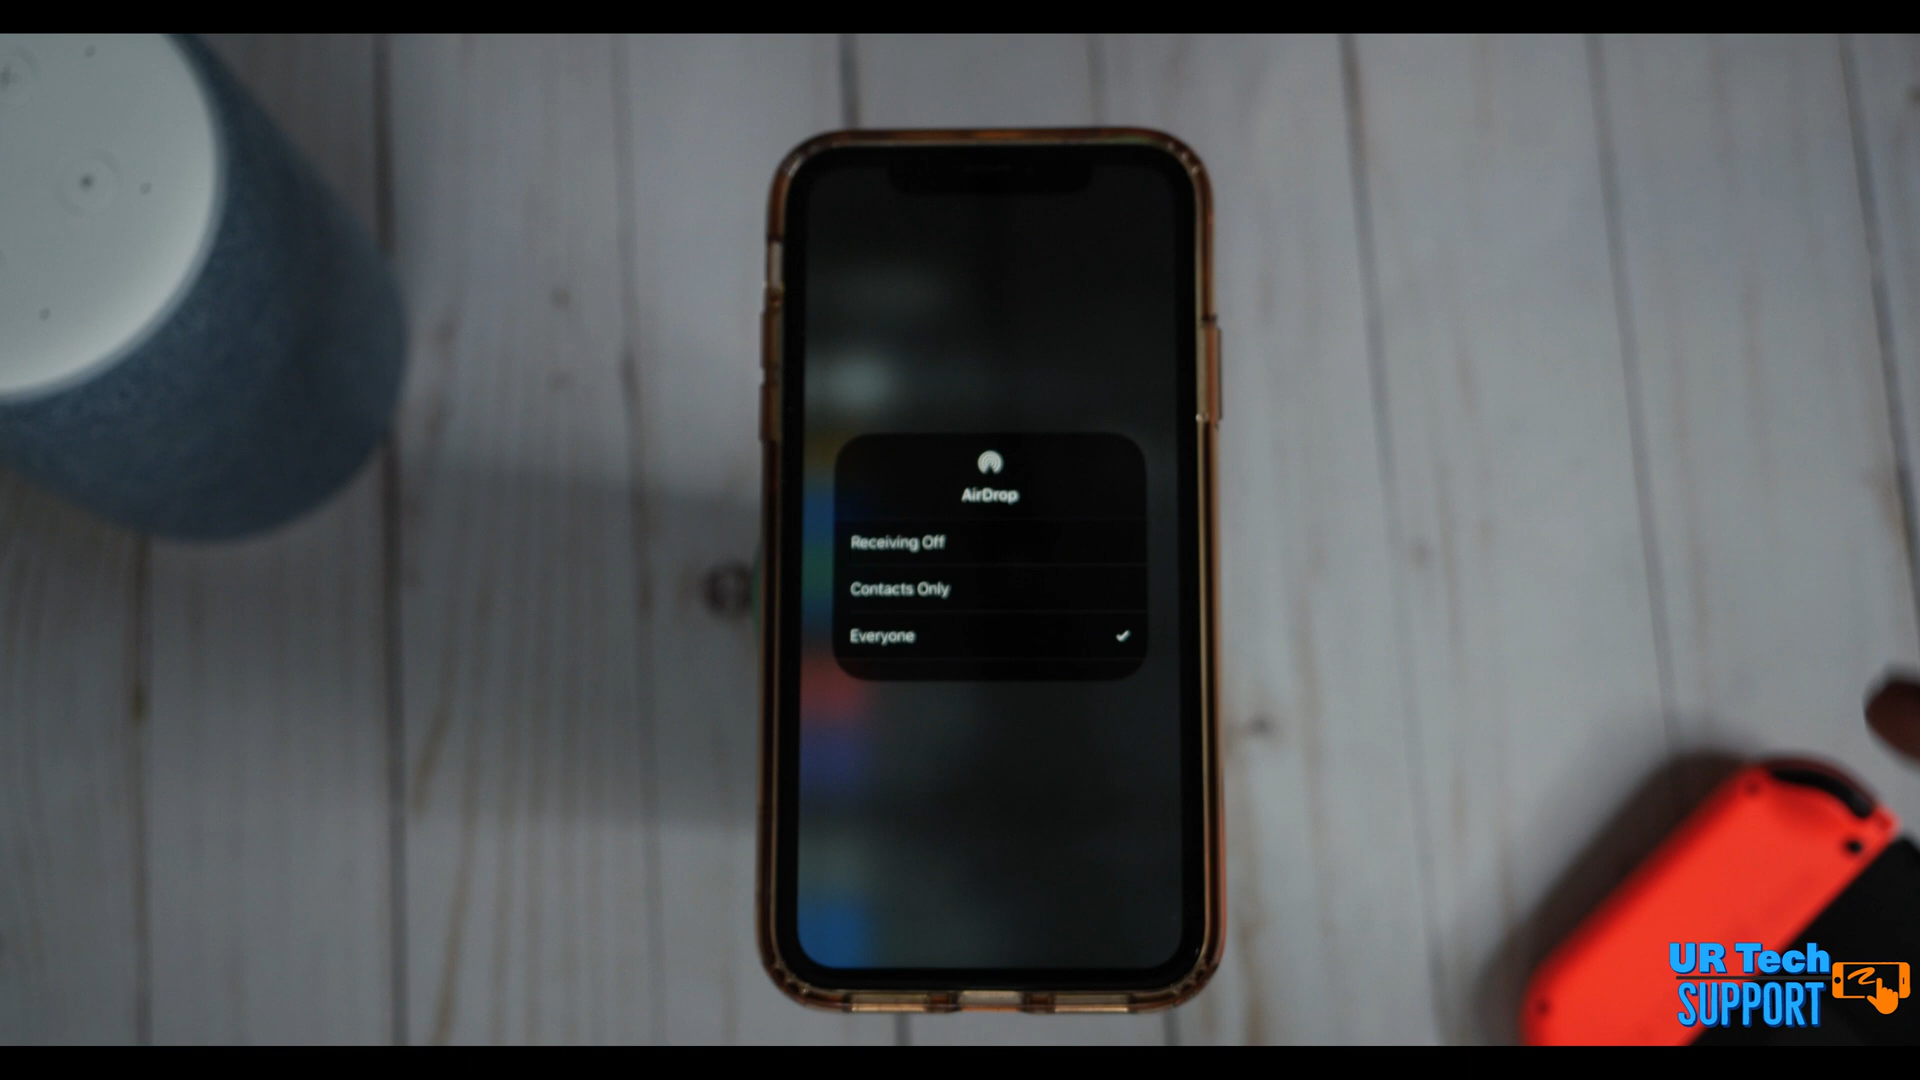 AirDrop
Receiving Off
Contacts Only
Everyone
UR Tech
SUPPORT